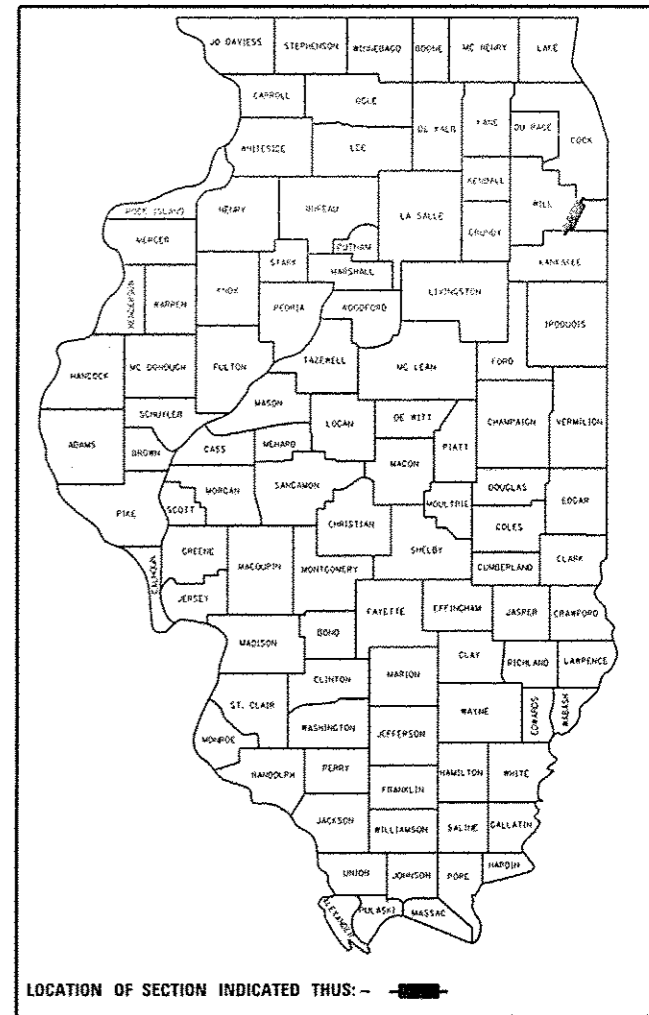 JO DAVIESS STEPHENSON WINNEBAGO BOONE MC HENRY LAKE
CARROLL OGLE DE KALB KANE DU PAGE COOK
WHITESIDE LEE KENDALL WILL
ROCK ISLAND HENRY BUREAU LA SALLE GRUNDY
MERCER PUTNAM KANKAKEE
STARK MARSHALL
HENDERSON WARREN KNOX PEORIA WOODFORD LIVINGSTON IROQUOIS
HANCOCK MC DONOUGH FULTON TAZEWELL MC LEAN FORD
SCHUYLER MASON LOGAN DE WITT CHAMPAIGN VERMILION
ADAMS BROWN CASS MENARD PIATT
MACON
PIKE SCOTT MORGAN SANGAMON CHRISTIAN MOULTRIE DOUGLAS EDGAR
COLES
CALHOUN GREENE MACOUPIN MONTGOMERY SHELBY CUMBERLAND CLARK
JERSEY FAYETTE EFFINGHAM JASPER CRAWFORD
MADISON BOND CLAY RICHLAND LAWRENCE
CLINTON MARION
ST. CLAIR WAYNE EDWARDS WABASH
MONROE WASHINGTON JEFFERSON
RANDOLPH PERRY HAMILTON WHITE
FRANKLIN
JACKSON WILLIAMSON SALINE GALLATIN
UNION JOHNSON POPE HARDIN
ALEXANDER PULASKI MASSAC
LOCATION OF SECTION INDICATED THUS: -